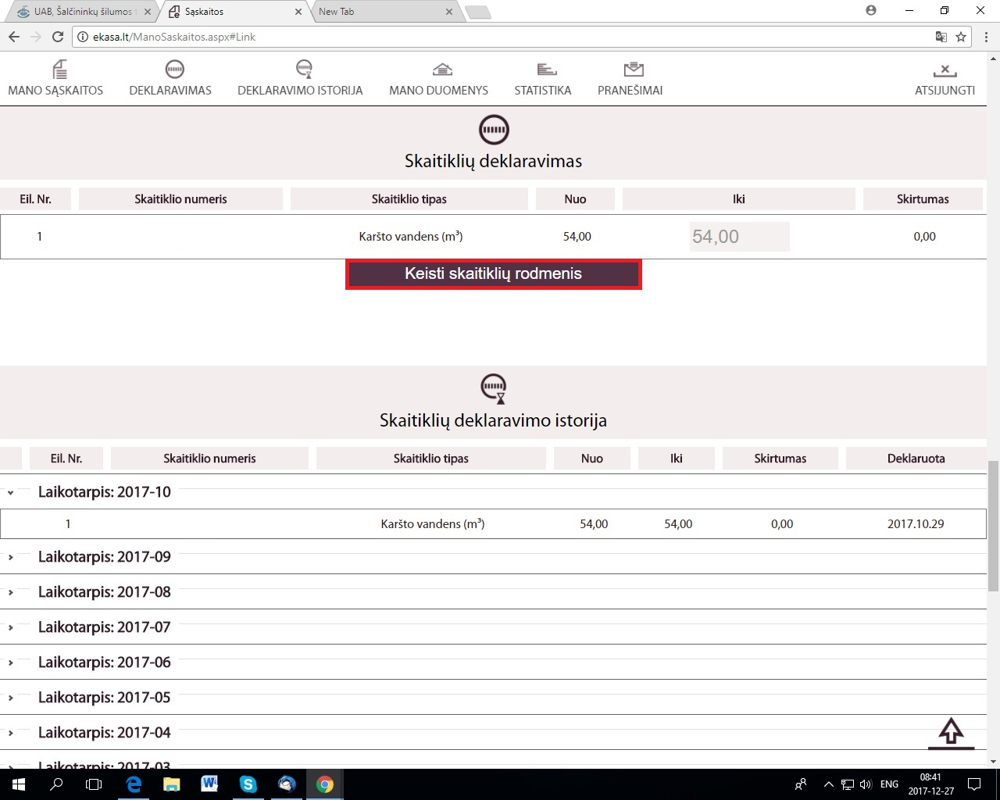 UAB, Šalčininkų šilumos t
Sąskaitos
New Tab
ekasa.lt/ManoSaskaitos.aspx#Link
MANO SĄSKAITOS
DEKLARAVIMAS
DEKLARAVIMO ISTORIJA
MANO DUOMENYS
STATISTIKA
PRANEŠIMAI
ATSIJUNGTI
Skaitiklių deklaravimas
Eil. Nr. Skaitiklio numeris Skaitiklio tipas Nuo Iki Skirtumas
1 Karšto vandens (m³) 54,00 54,00 0,00
Keisti skaitiklių rodmenis
Skaitiklių deklaravimo istorija
Eil. Nr. Skaitiklio numeris Skaitiklio tipas Nuo Iki Skirtumas Deklaruota
Laikotarpis: 2017-10
1 Karšto vandens (m³) 54,00 54,00 0,00 2017.10.29
Laikotarpis: 2017-09
Laikotarpis: 2017-08
Laikotarpis: 2017-07
Laikotarpis: 2017-06
Laikotarpis: 2017-05
Laikotarpis: 2017-04
Laikotarpis: 2017-03
ENG
08:41
2017-12-27